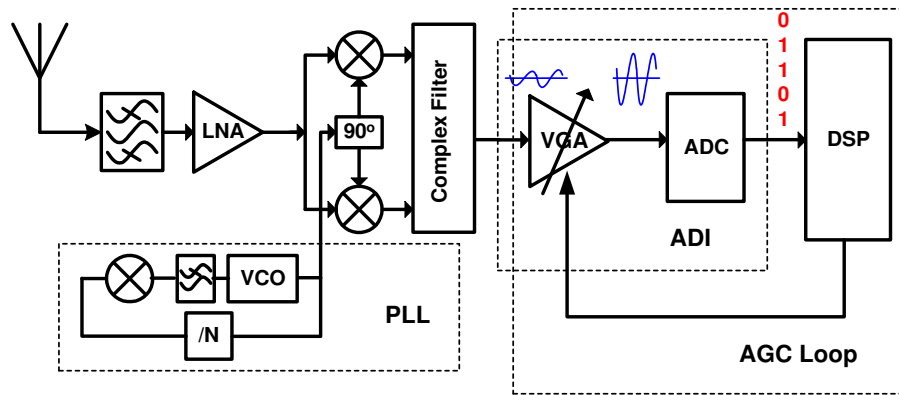 LNA
90º
Complex Filter
VGA
ADC
0
1
1
0
1
DSP
ADI
VCO
/N
PLL
AGC Loop